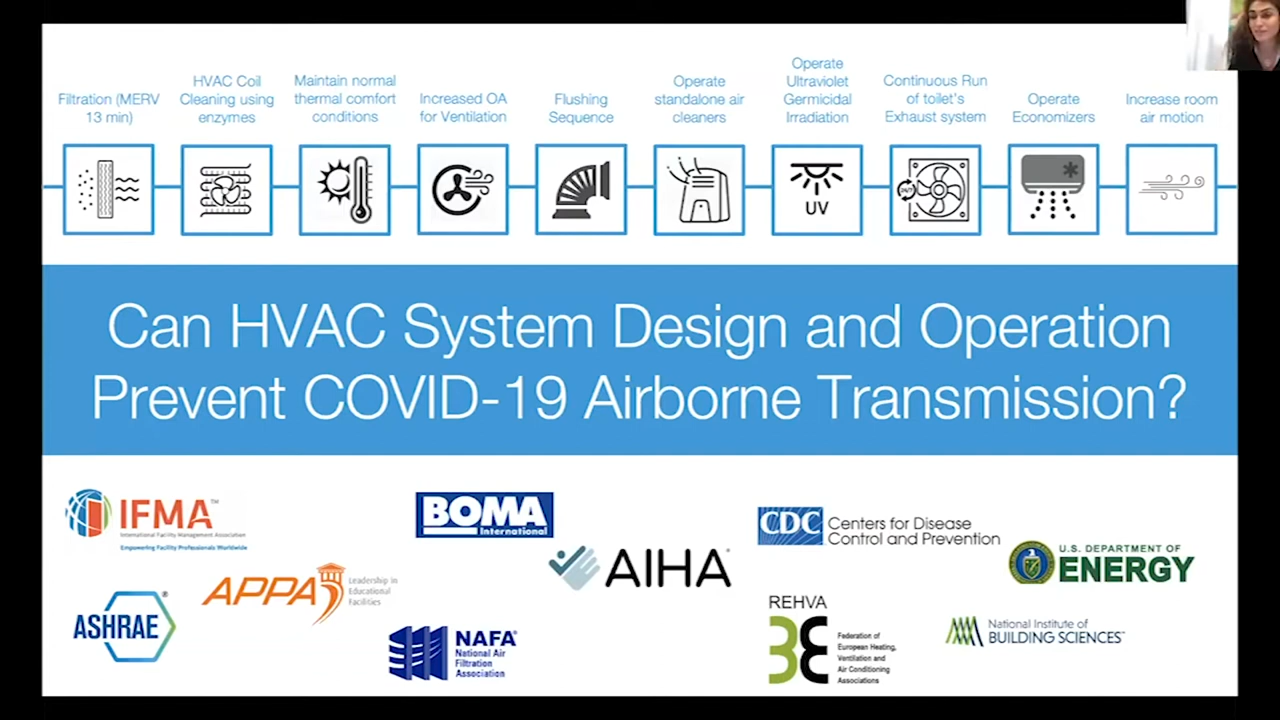 Filtration (MERV
13 min)
HVAC Coil
Cleaning using
enzymes
Maintain normal
thermal comfort
conditions
Increased OA
for Ventilation
Flushing
Sequence
Operate
standalone air
cleaners
Operate
Ultraviolet
Germicidal
Irradiation
Continuous Run
of toilet's
Exhaust system
Operate
Economizers
Increase room
air motion
UV
Can HVAC System Design and Operation
Prevent COVID-19 Airborne Transmission?
IFMA™
International Facility Management Association
Empowering Facility Professionals Worldwide
BOMA
International
CDC
Centers for Disease
Control and Prevention
AIHA®
U.S. DEPARTMENT OF
ENERGY
APPA
Leadership in
Educational
Facilities
ASHRAE®
NAFA®
National Air
Filtration
Association
REHVA
Federation of
European Heating,
Ventilation and
Air Conditioning
Associations
National Institute of
BUILDING SCIENCES™